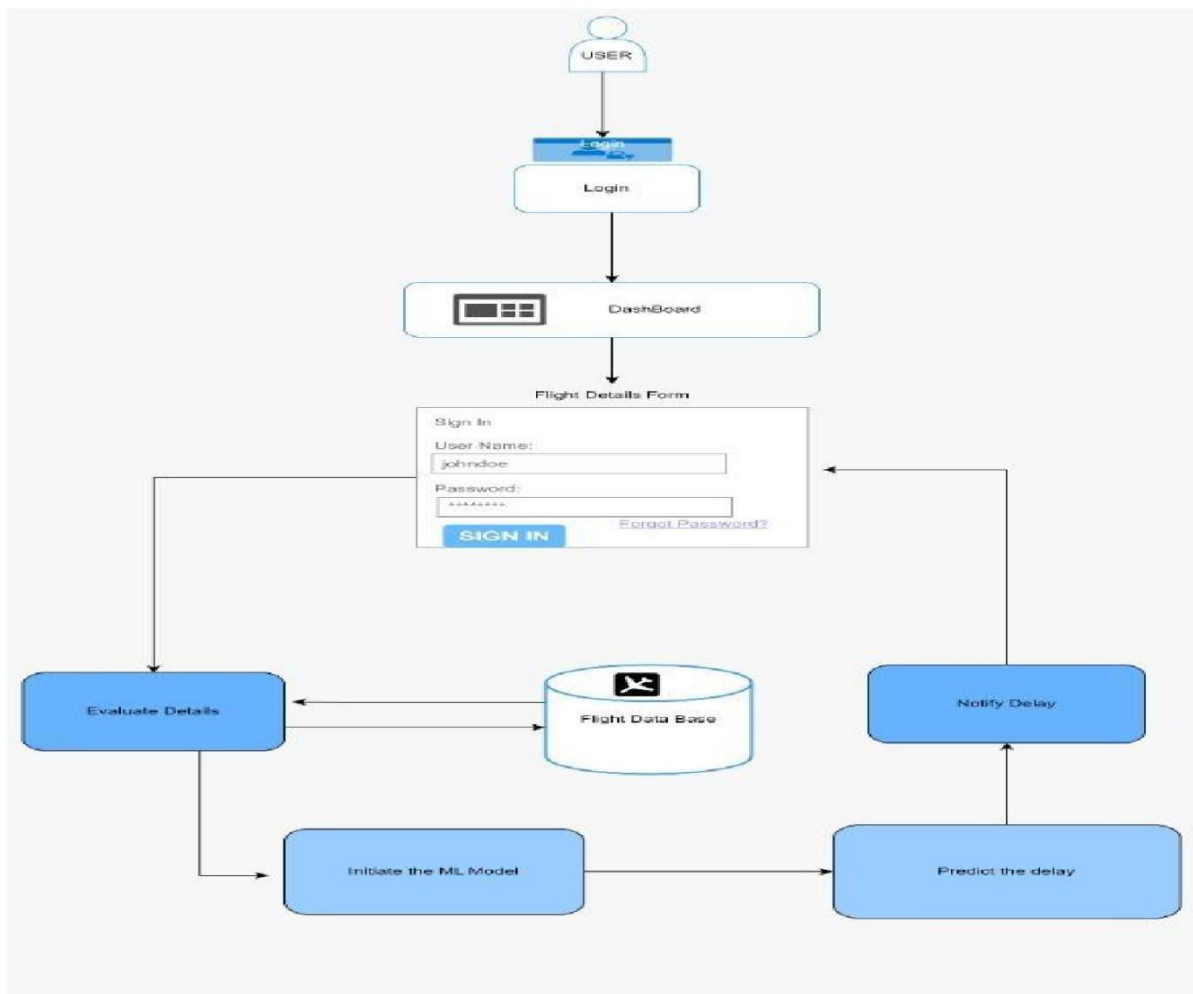 USER
Login
Login
DashBoard
Flight Details Form
Sign In
User Name:
johndoe
Password:
********
Forgot Password?
SIGN IN
Evaluate Details
Flight Data Base
Notify Delay
Initiate the ML Model
Predict the delay